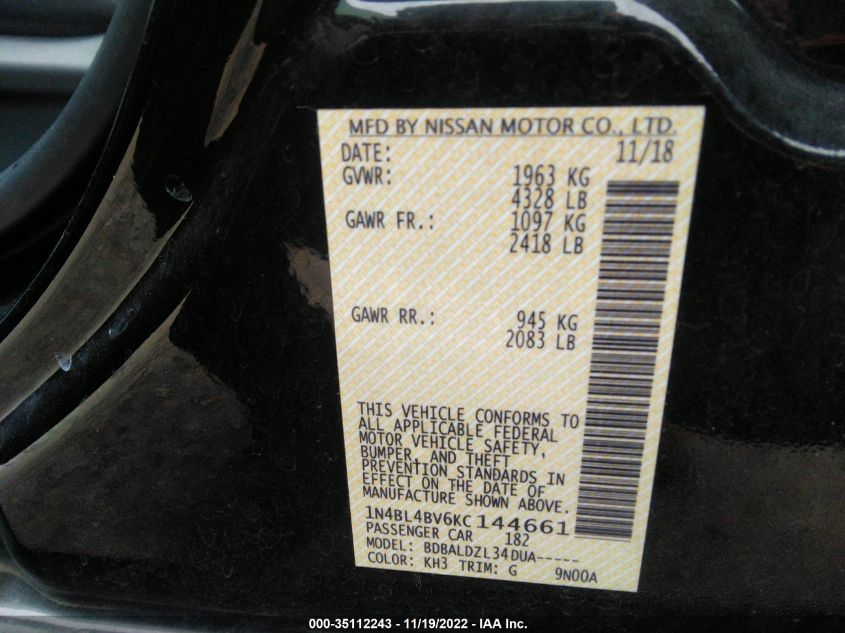 MFD BY NISSAN MOTOR CO., LTD.
DATE: 11/18
GVWR: 1963 KG
4328 LB
GAWR FR.: 1097 KG
2418 LB
GAWR RR.: 945 KG
2083 LB
THIS VEHICLE CONFORMS TO
ALL APPLICABLE FEDERAL
MOTOR VEHICLE SAFETY,
BUMPER, AND THEFT
PREVENTION STANDARDS IN
EFFECT ON THE DATE OF
MANUFACTURE SHOWN ABOVE.
1N4BL4BV6KC144661
PASSENGER CAR 182
MODEL: BDBALDZL34DUA-----
COLOR: KH3 TRIM: G 9N00A
000-35112243 - 11/19/2022 - IAA Inc.